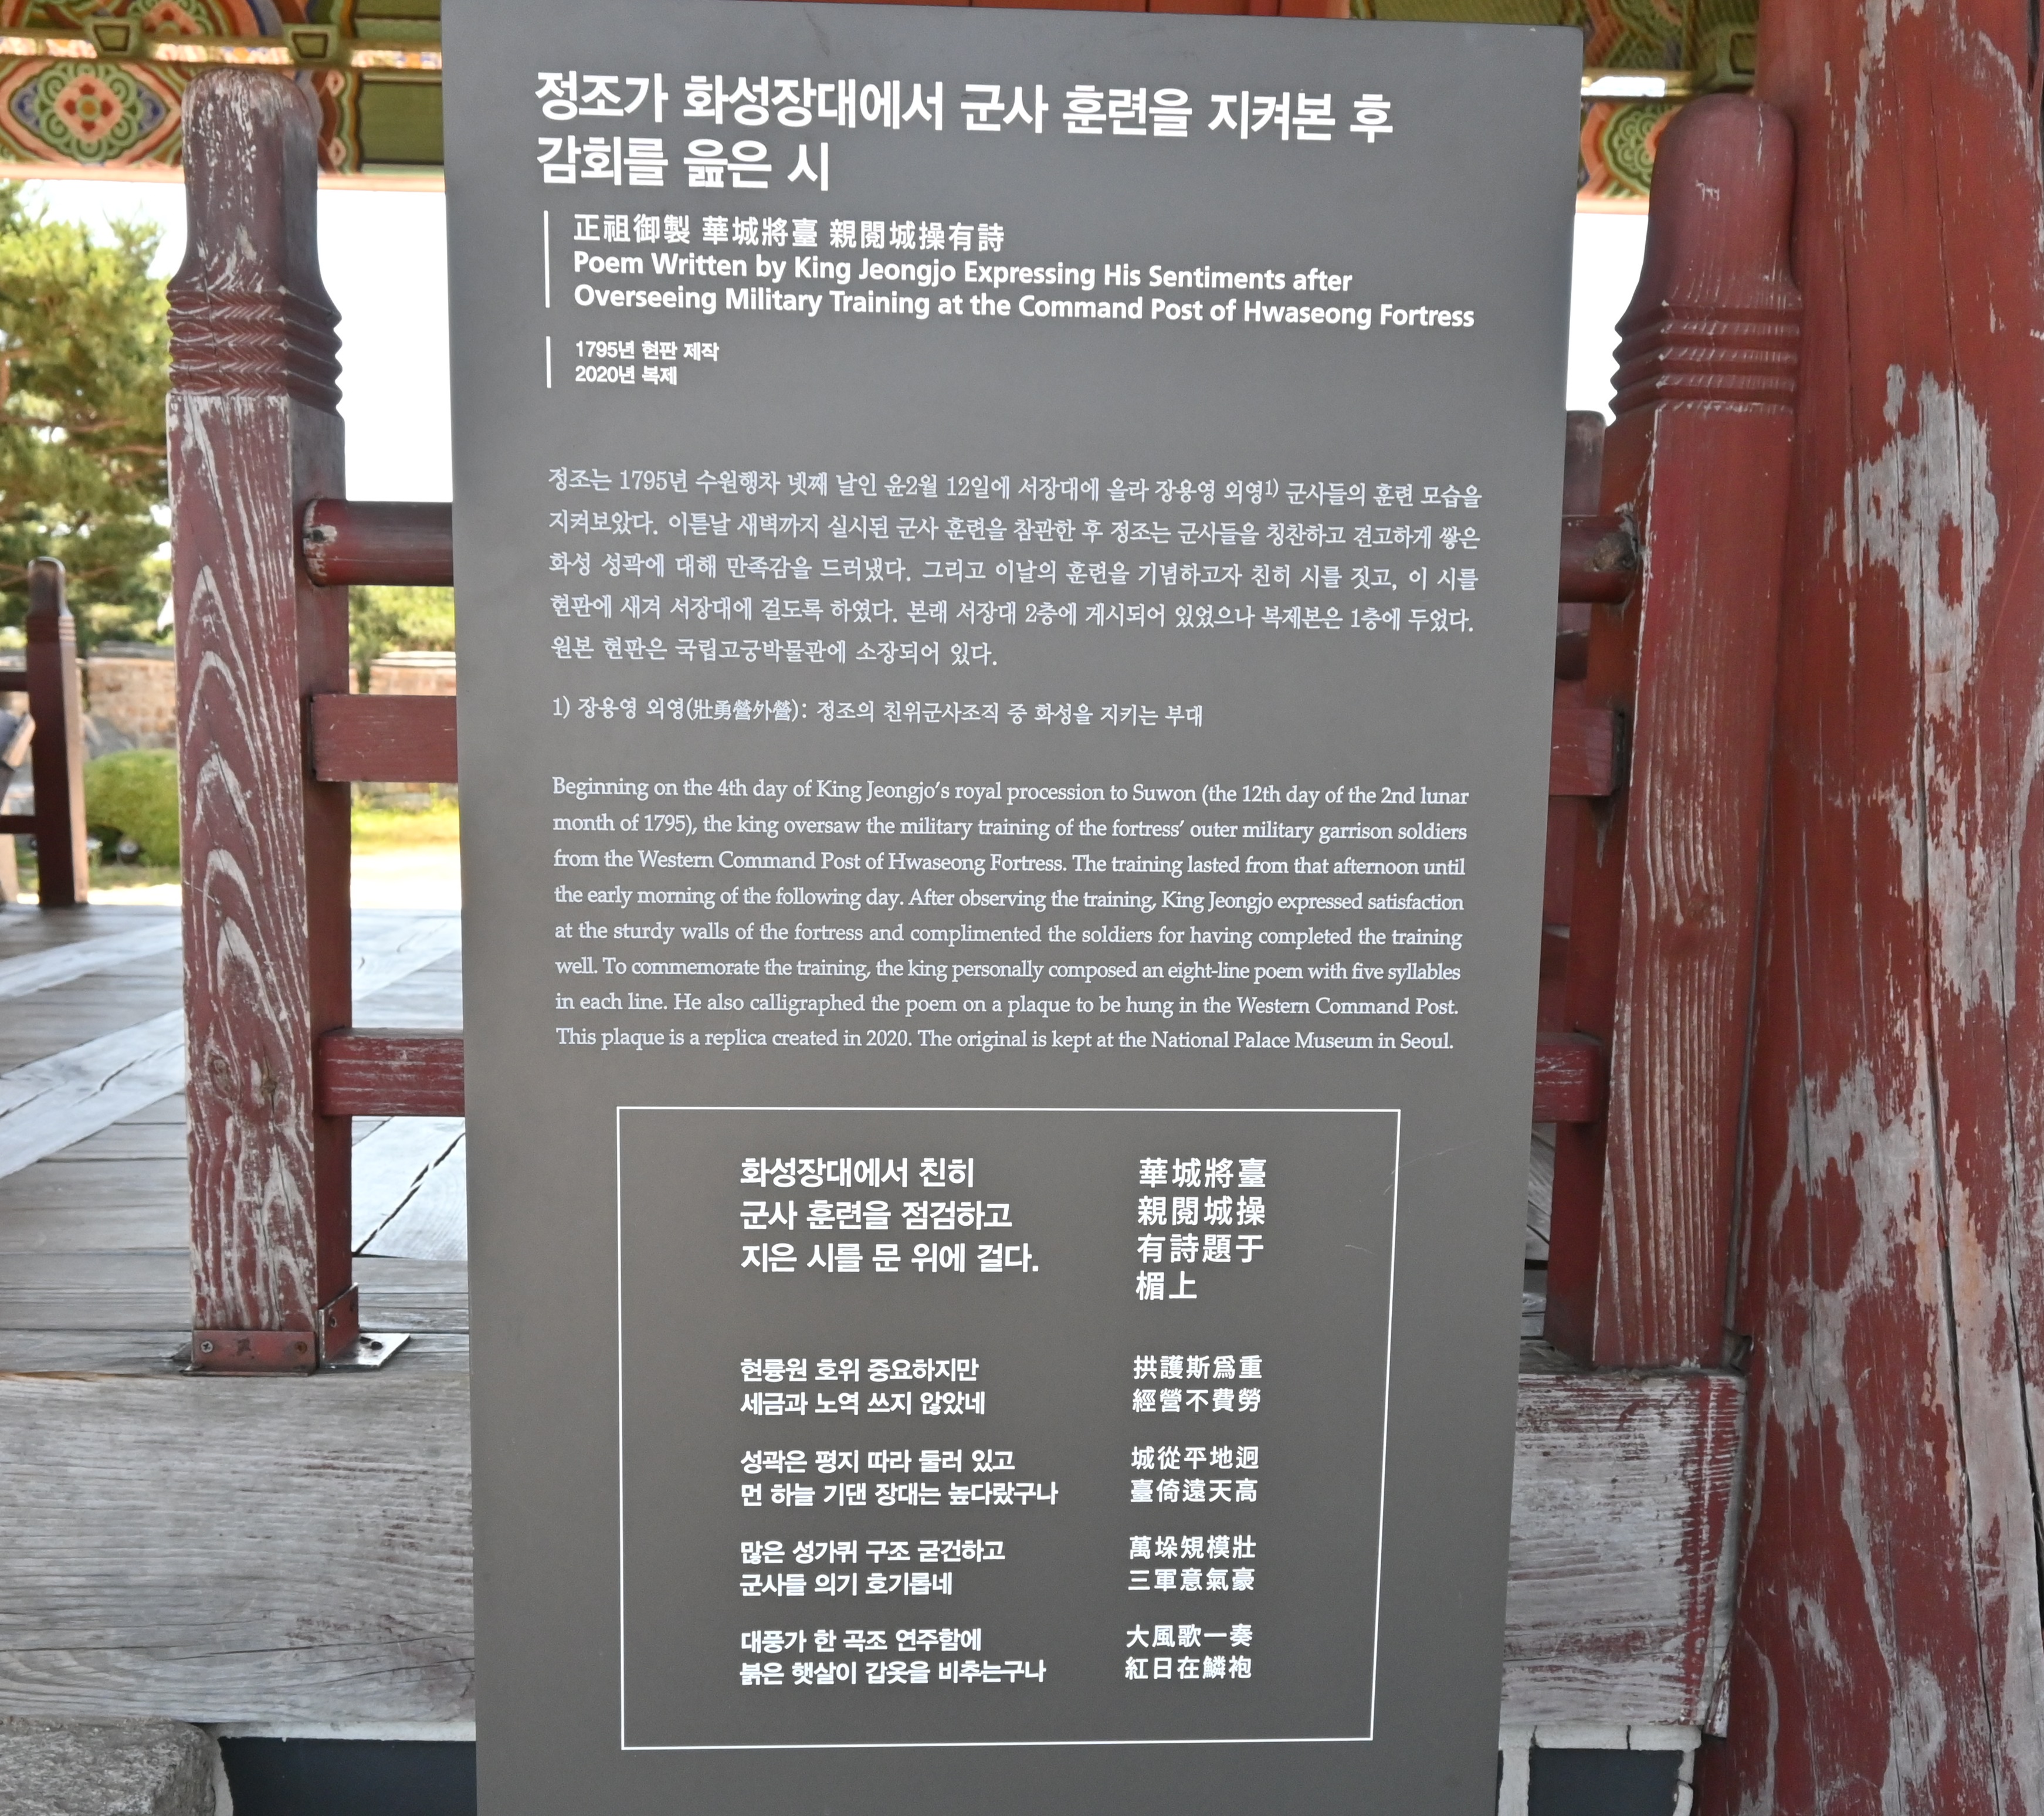 정조가 화성장대에서 군사 훈련을 지켜본 후
감회를 읊은 시
正祖御製 華城將臺 親閱城操有詩
Poem Written by King Jeongjo Expressing His Sentiments after
Overseeing Military Training at the Command Post of Hwaseong Fortress
1795년 현판 제작
2020년 복제
정조는 1795년 수원행차 넷째 날인 윤2월 12일에 서장대에 올라 장용영 외영1) 군사들의 훈련 모습을
지켜보았다. 이튿날 새벽까지 실시된 군사 훈련을 참관한 후 정조는 군사들을 칭찬하고 견고하게 쌓은
화성 성곽에 대해 만족감을 드러냈다. 그리고 이날의 훈련을 기념하고자 친히 시를 짓고, 이 시를
현판에 새겨 서장대에 걸도록 하였다. 본래 서장대 2층에 게시되어 있었으나 복제본은 1층에 두었다.
원본 현판은 국립고궁박물관에 소장되어 있다.
1) 장용영 외영(壯勇營外營): 정조의 친위군사조직 중 화성을 지키는 부대
Beginning on the 4th day of King Jeongjo's royal procession to Suwon (the 12th day of the 2nd lunar
month of 1795), the king oversaw the military training of the fortress' outer military garrison soldiers
from the Western Command Post of Hwaseong Fortress. The training lasted from that afternoon until
the early morning of the following day. After observing the training, King Jeongjo expressed satisfaction
at the sturdy walls of the fortress and complimented the soldiers for having completed the training
well. To commemorate the training, the king personally composed an eight-line poem with five syllables
in each line. He also calligraphed the poem on a plaque to be hung in the Western Command Post.
This plaque is a replica created in 2020. The original is kept at the National Palace Museum in Seoul.
화성장대에서 친히
군사 훈련을 점검하고
지은 시를 문 위에 걸다.
華城將臺
親閱城操
有詩題于
楣上
현륭원 호위 중요하지만
세금과 노역 쓰지 않았네
拱護斯爲重
經營不費勞
성곽은 평지 따라 둘러 있고
먼 하늘 기댄 장대는 높다랐구나
城從平地迥
臺倚遠天高
많은 성가퀴 구조 굳건하고
군사들 의기 호기롭네
萬垜䂓模壯
三軍意氣豪
대풍가 한 곡조 연주함에
붉은 햇살이 갑옷을 비추는구나
大風歌一奏
紅日在鱗袍